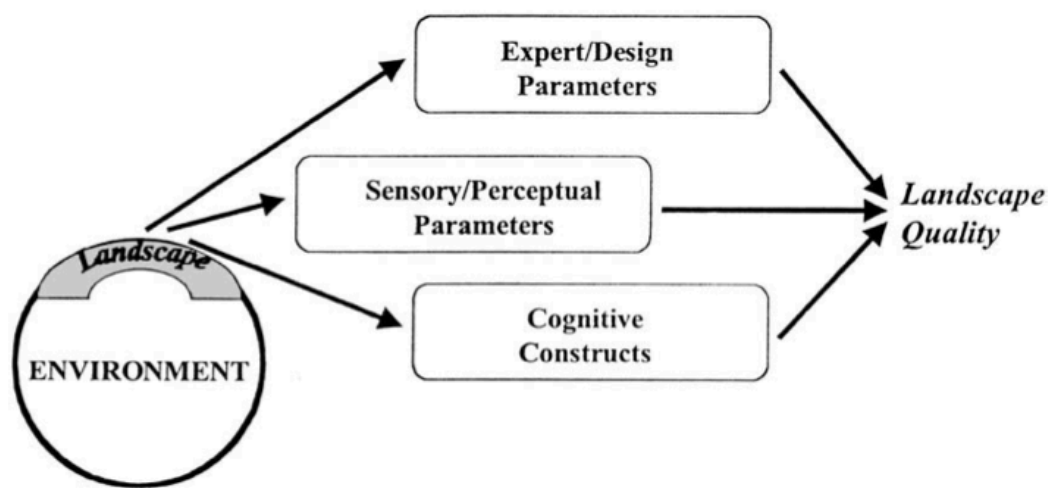 Expert/Design
Parameters
Sensory/Perceptual
Parameters
Landscape
Quality
Landscape
Cognitive
Constructs
ENVIRONMENT